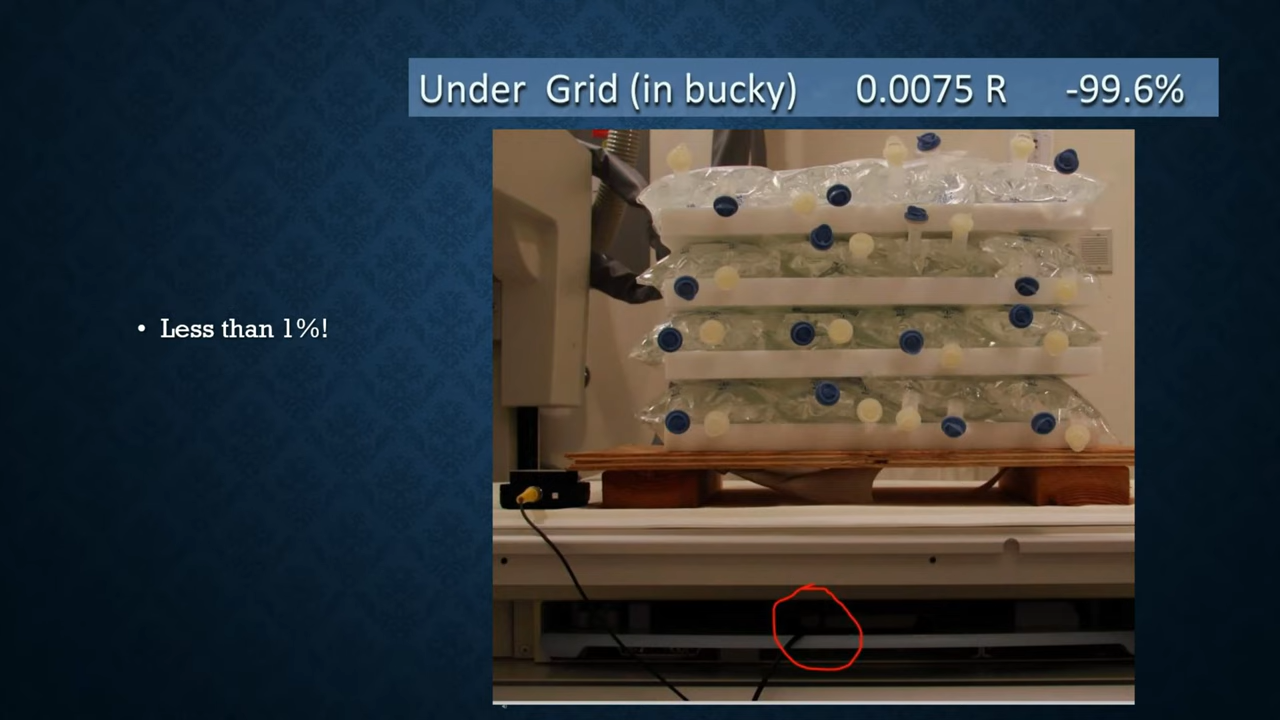 Under Grid (in bucky) 0.0075 R -99.6%
• Less than 1%!